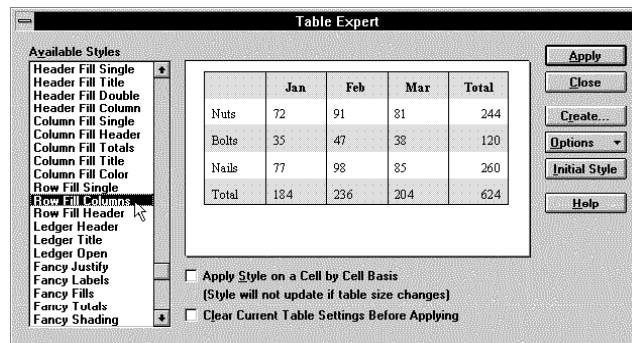 Table Expert
Available Styles
Header Fill Single
Header Fill Title
Header Fill Double
Header Fill Column
Column Fill Single
Column Fill Header
Column Fill Totals
Column Fill Title
Column Fill Color
Row Fill Single
Row Fill Columns
Row Fill Header
Ledger Header
Ledger Title
Ledger Open
Fancy Justify
Fancy Labels
Fancy Fills
Fancy Totals
Fancy Shading
Jan Feb Mar Total
Nuts 72 91 81 244
Bolts 35 47 38 120
Nails 77 98 85 260
Total 184 236 204 624
Apply Style on a Cell by Cell Basis
(Style will not update if table size changes)
Clear Current Table Settings Before Applying
Apply
Close
Create...
Options
Initial Style
Help